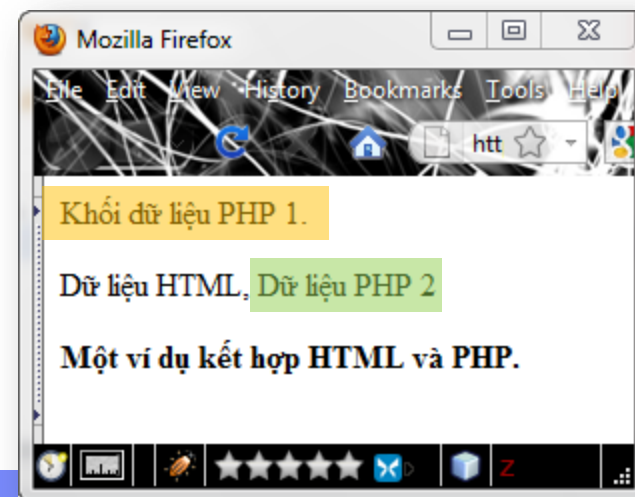 Mozilla Firefox
File Edit View History Bookmarks Tools Help
htt
Khối dữ liệu PHP 1.
Dữ liệu HTML, Dữ liệu PHP 2
Một ví dụ kết hợp HTML và PHP.
Z